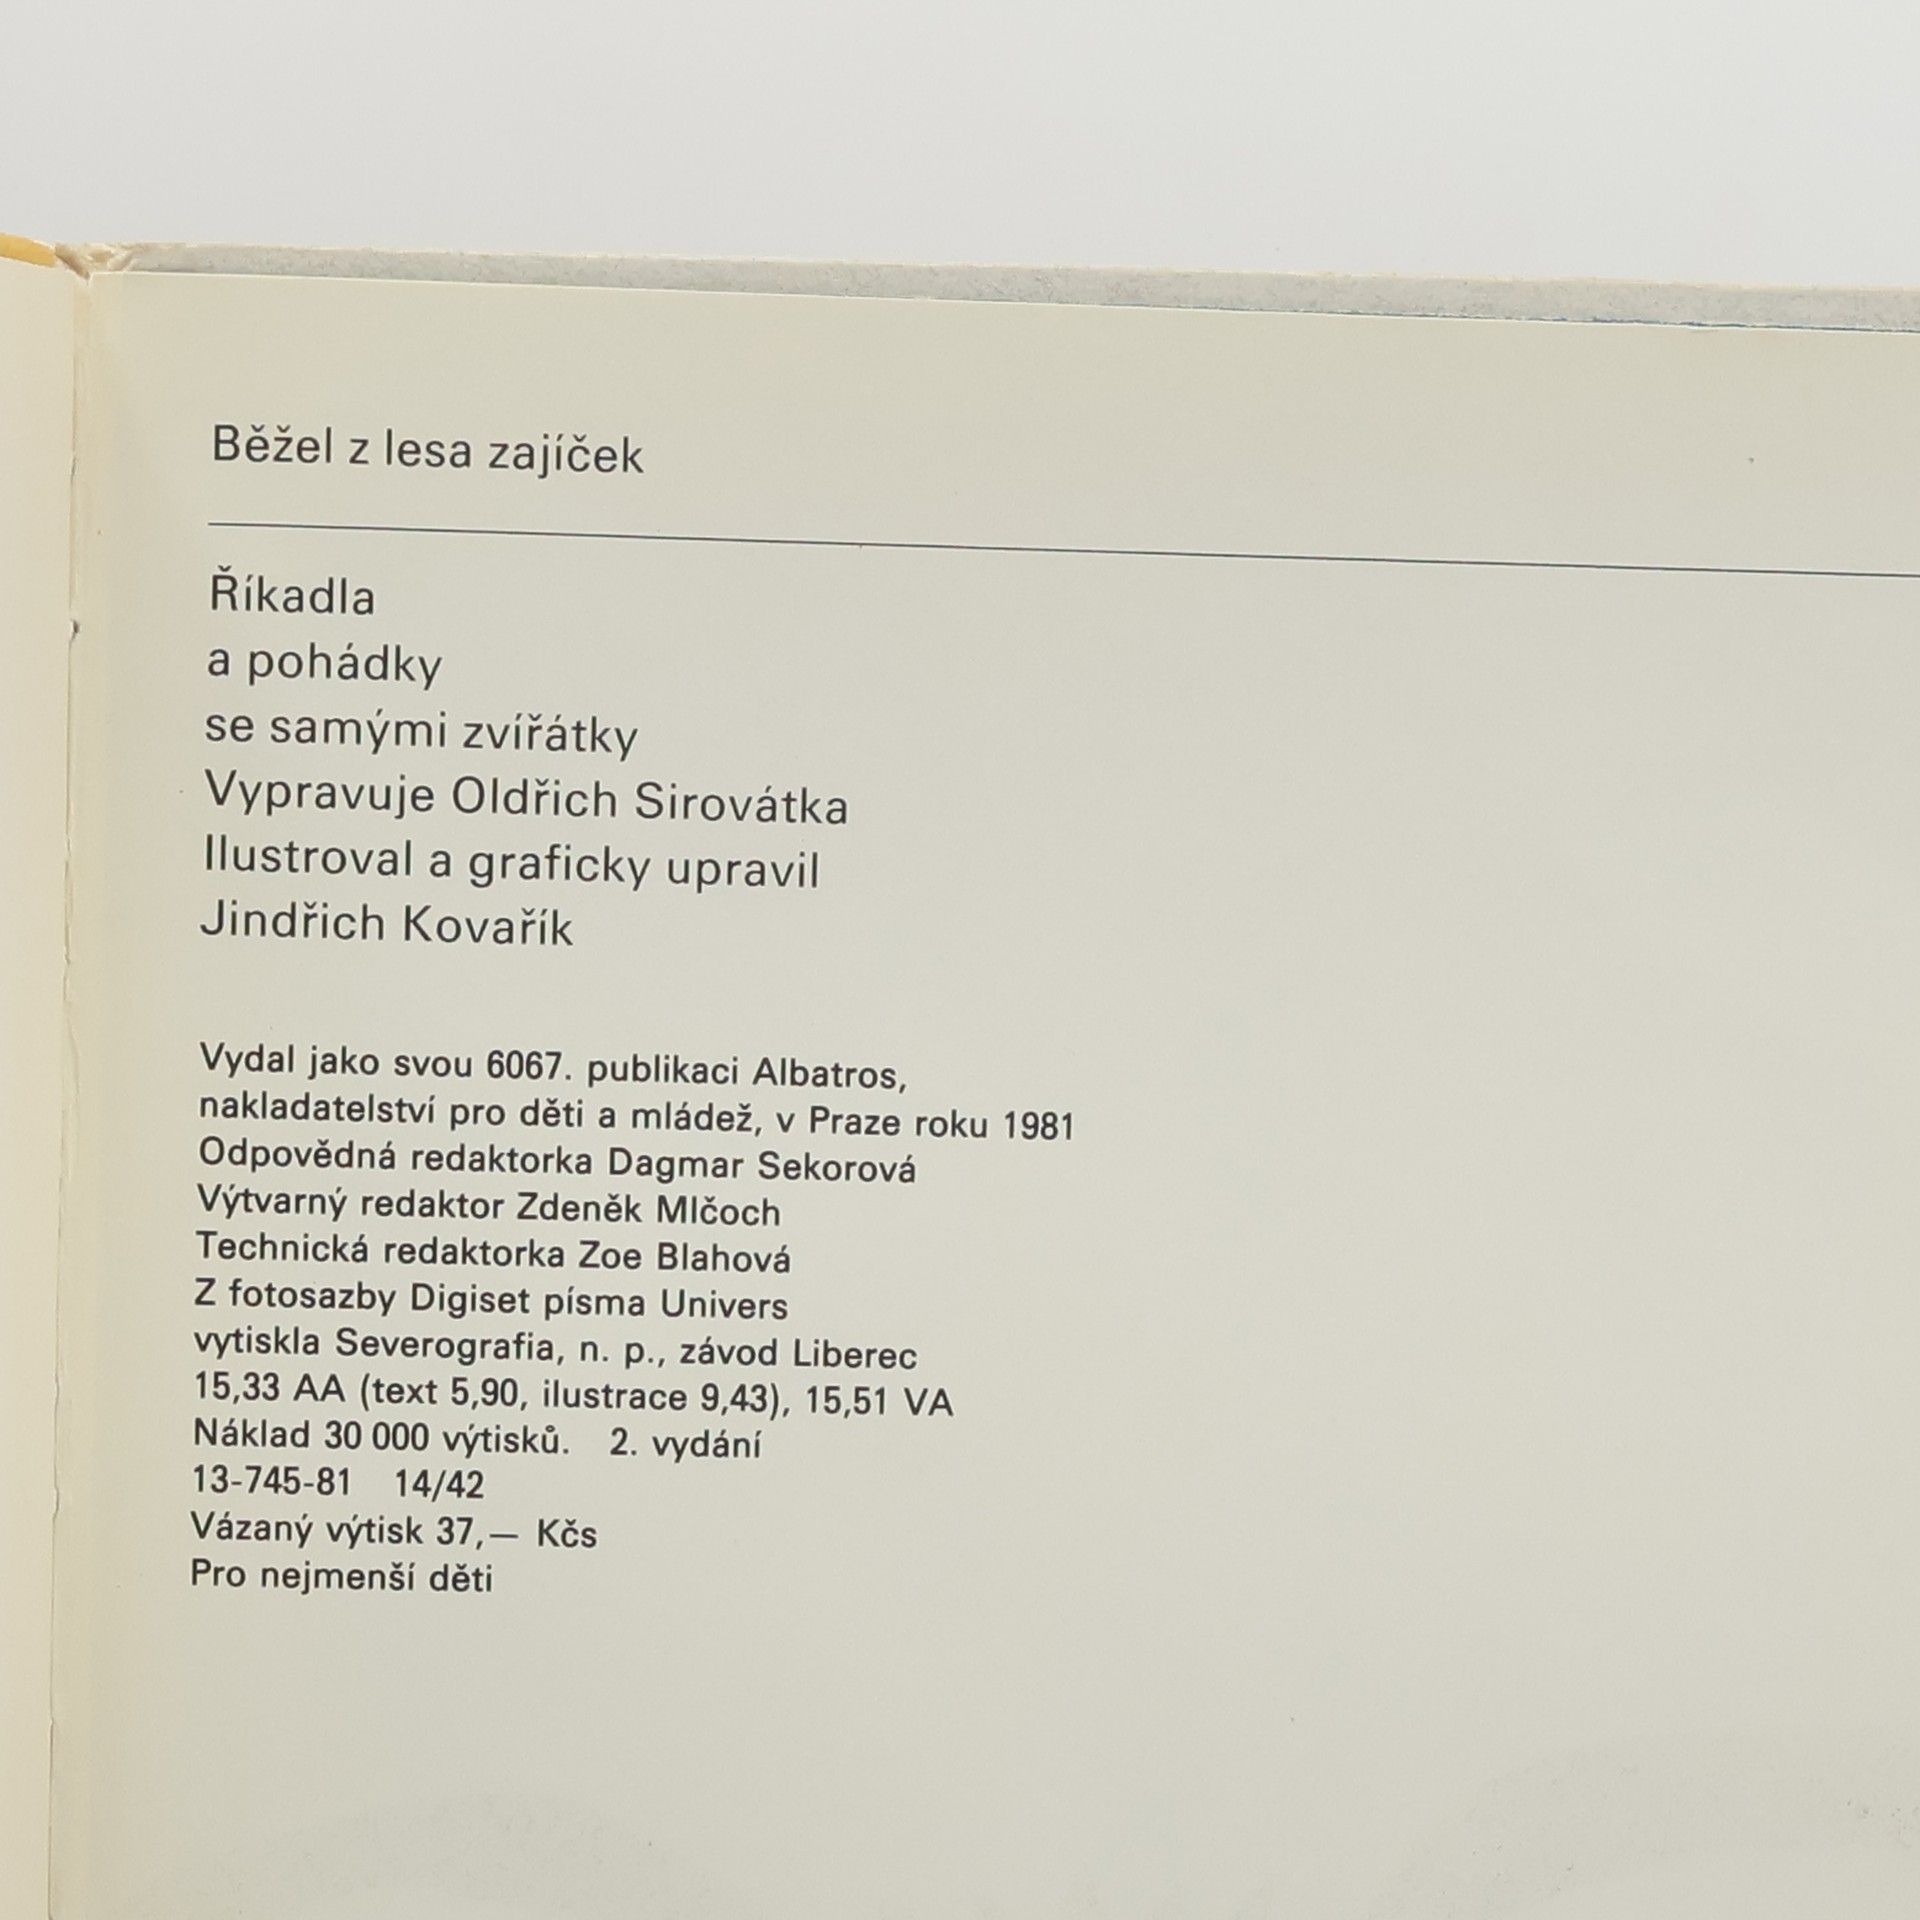 Běžel z lesa zajíček
Říkadla
a pohádky
se samými zvířátky
Vypravuje Oldřich Sirovátka
Ilustroval a graficky upravil
Jindřich Kovařík
Vydal jako svou 6067. publikaci Albatros,
nakladatelství pro děti a mládež, v Praze roku 1981
Odpovědná redaktorka Dagmar Sekorová
Výtvarný redaktor Zdeněk Mlčoch
Technická redaktorka Zoe Blahová
Z fotosazby Digiset písma Univers
vytiskla Severografia, n. p., závod Liberec
15,33 AA (text 5,90, ilustrace 9,43), 15,51 VA
Náklad 30 000 výtisků. 2. vydání
13-745-81 14/42
Vázaný výtisk 37,— Kčs
Pro nejmenší děti